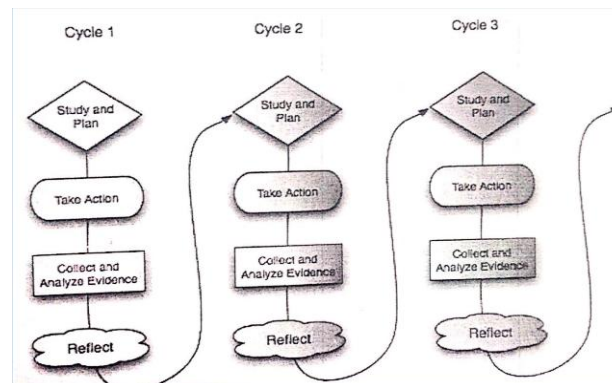 Cycle 1
Study and
Plan
Take Action
Collect and
Analyze Evidence
Reflect
Cycle 2
Study and
Plan
Take Action
Collect and
Analyze Evidence
Reflect
Cycle 3
Study and
Plan
Take Action
Collect and
Analyze Evidence
Reflect